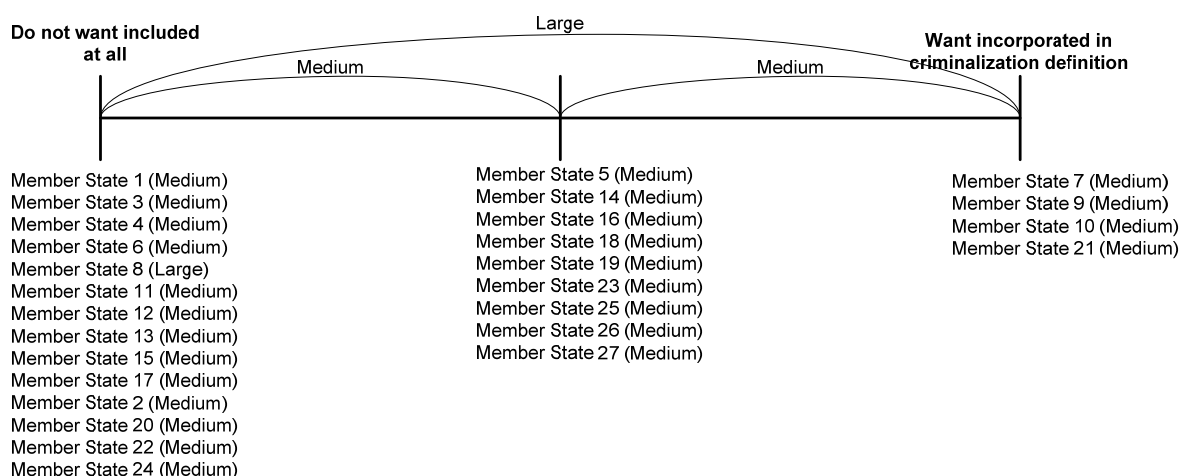 Large
Do not want included
at all
Want incorporated in
criminalization definition
Medium
Medium
Member State 1 (Medium)
Member State 3 (Medium)
Member State 4 (Medium)
Member State 6 (Medium)
Member State 8 (Large)
Member State 11 (Medium)
Member State 12 (Medium)
Member State 13 (Medium)
Member State 15 (Medium)
Member State 17 (Medium)
Member State 2 (Medium)
Member State 20 (Medium)
Member State 22 (Medium)
Member State 24 (Medium)
Member State 5 (Medium)
Member State 14 (Medium)
Member State 16 (Medium)
Member State 18 (Medium)
Member State 19 (Medium)
Member State 23 (Medium)
Member State 25 (Medium)
Member State 26 (Medium)
Member State 27 (Medium)
Member State 7 (Medium)
Member State 9 (Medium)
Member State 10 (Medium)
Member State 21 (Medium)